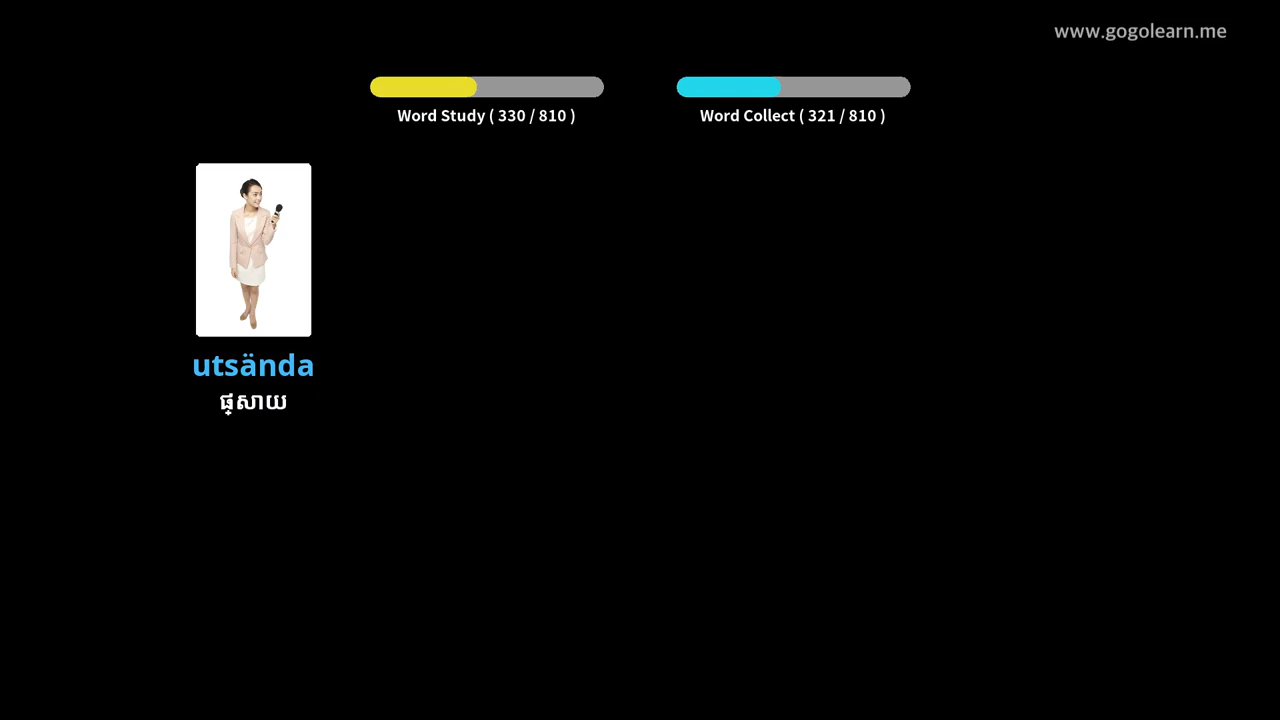 www.gogolearn.me
Word Study ( 330 / 810 )
Word Collect ( 321 / 810 )
utsända
ផ្សាយ